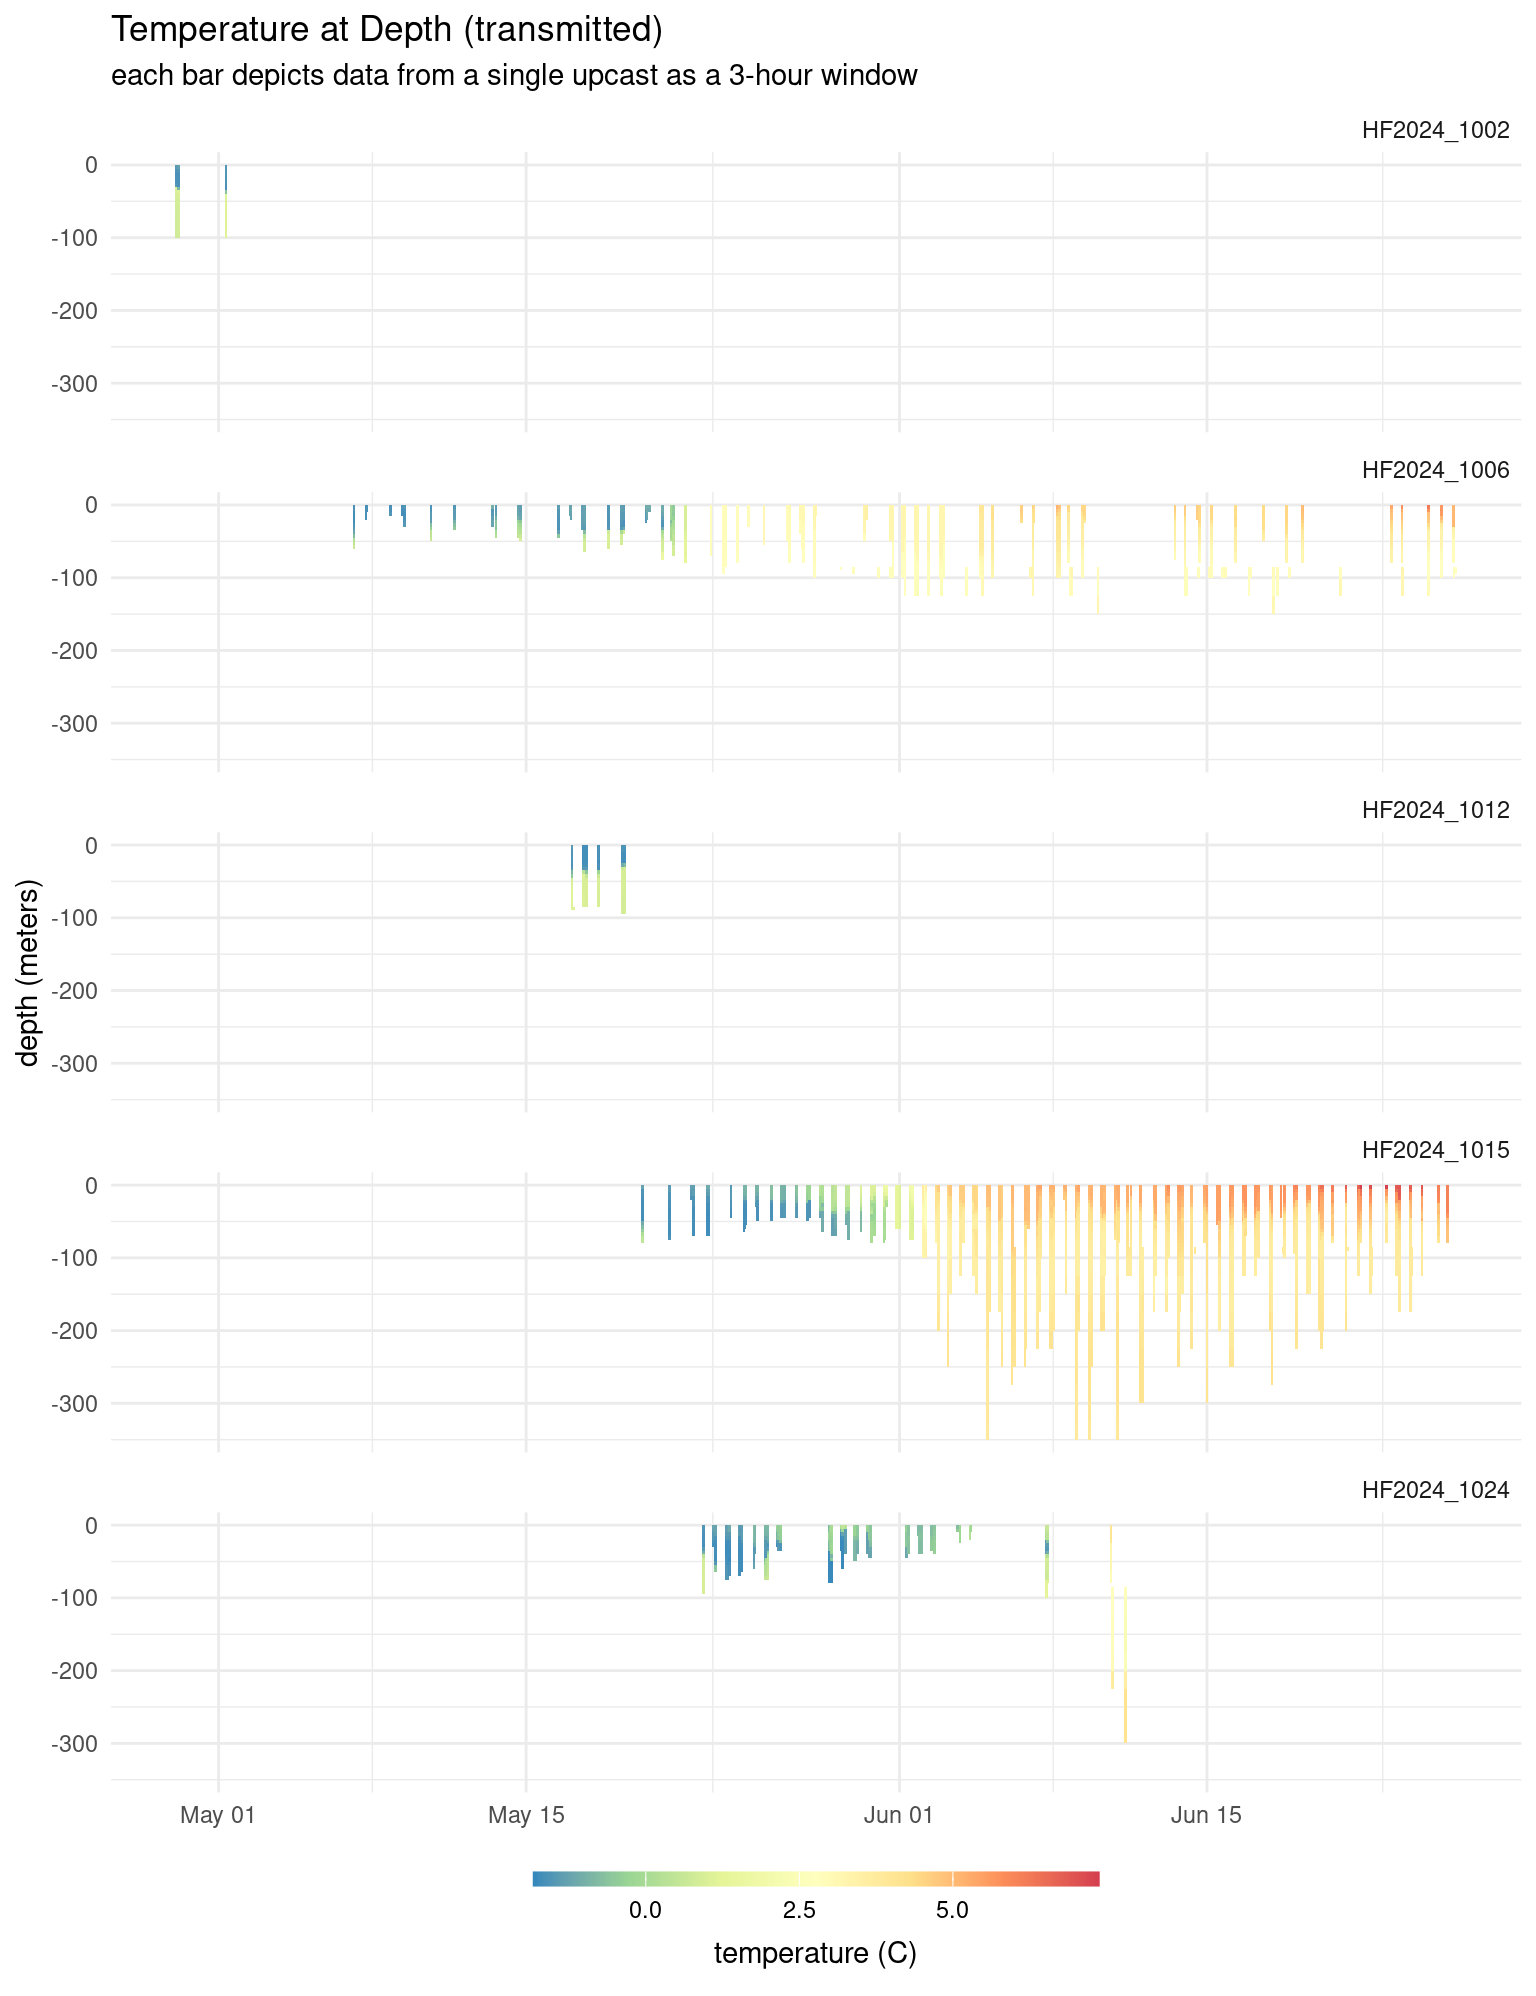 Temperature at Depth (transmitted)
each bar depicts data from a single upcast as a 3-hour window
HF2024_1002
0
-100
-200
-300
HF2024_1006
0
-100
-200
-300
HF2024_1012
0
-100
-200
-300
depth (meters)
HF2024_1015
0
-100
-200
-300
HF2024_1024
0
-100
-200
-300
May 01 May 15 Jun 01 Jun 15
0.0 2.5 5.0
temperature (C)